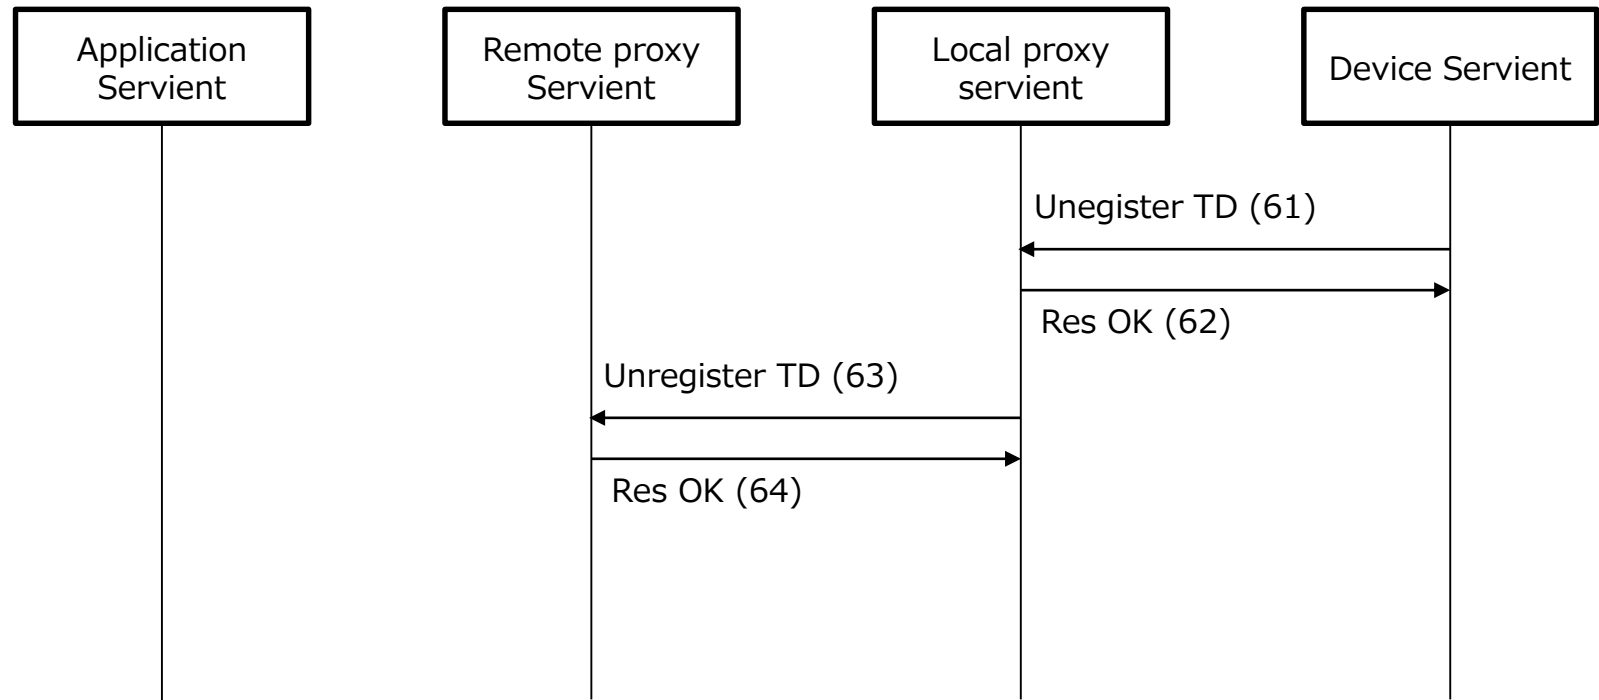 Application
Servient
Remote proxy
Servient
Local proxy
servient
Device Servient
Unegister TD (61)
Res OK (62)
Unregister TD (63)
Res OK (64)